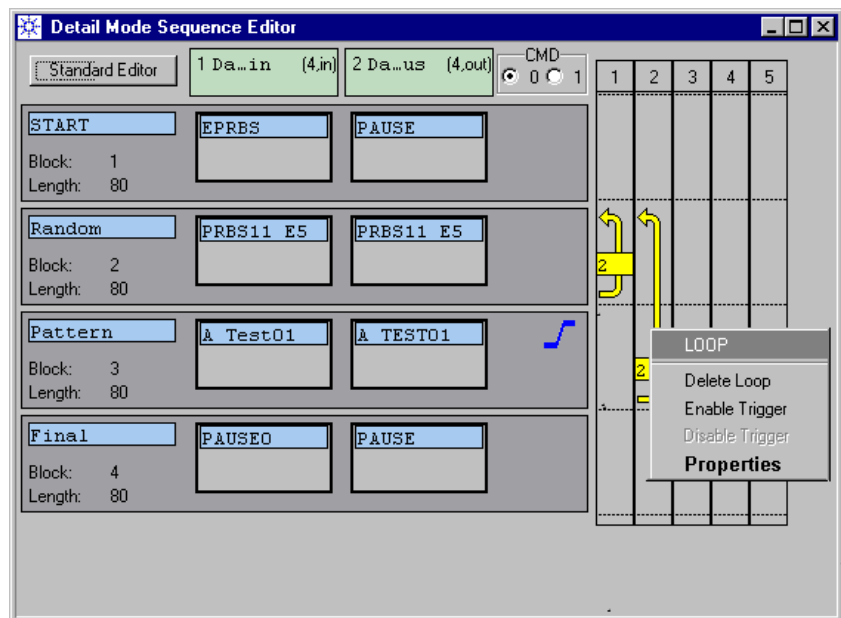 Detail Mode Sequence Editor
Standard Editor
1 Da…in (4,in)
2 Da…us (4,out)
CMD
0 1
1 2 3 4 5
START
EPRBS
PAUSE
Block: 1
Length: 80
Random
PRBS11 E5
PRBS11 E5
Block: 2
Length: 80
2
Pattern
A Test01
A TEST01
Block: 3
Length: 80
2
LOOP
Delete Loop
Enable Trigger
Disable Trigger
Properties
Final
PAUSE0
PAUSE
Block: 4
Length: 80